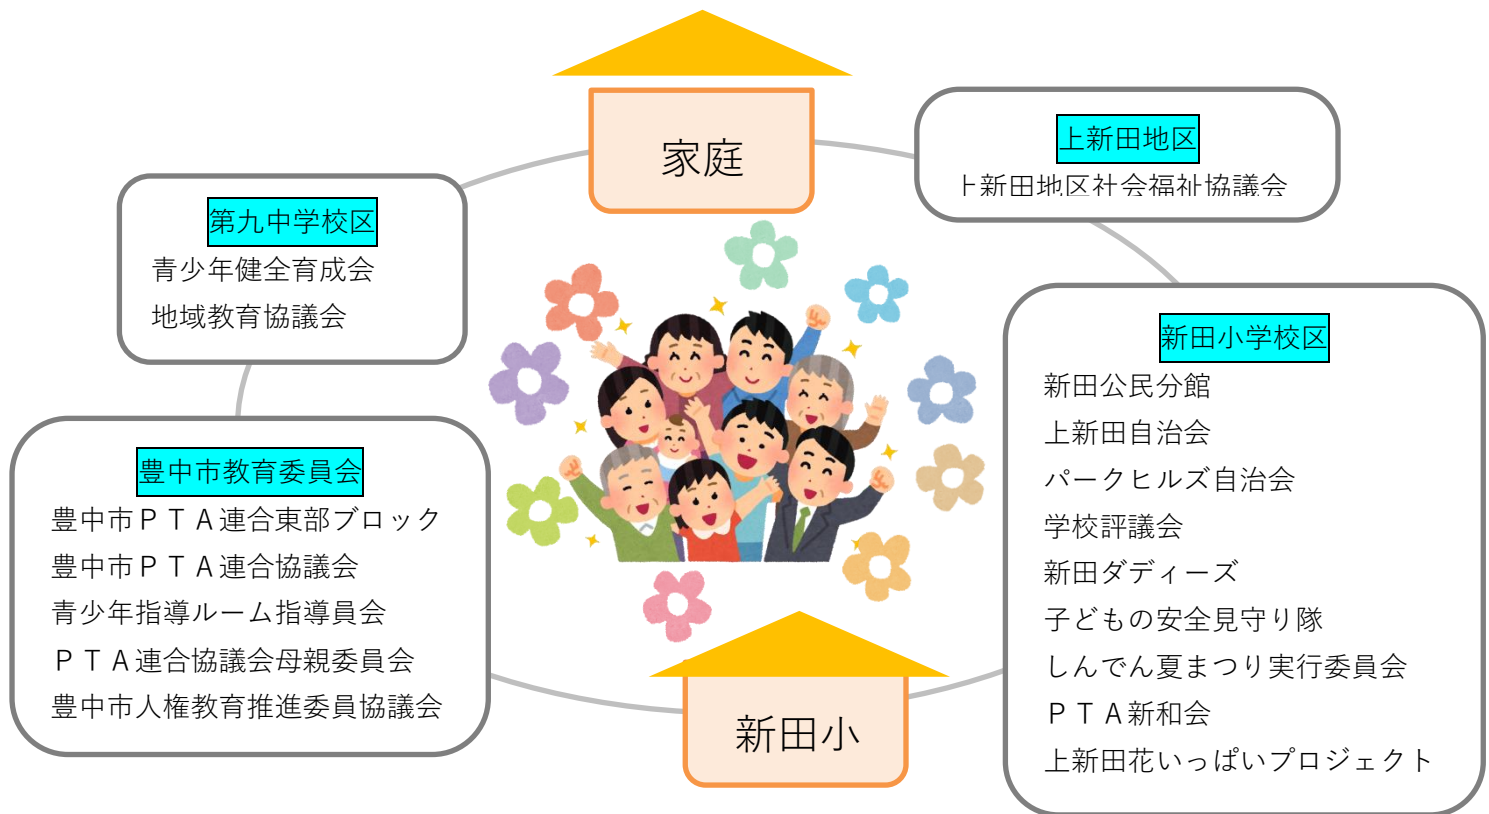 家庭
上新田地区
上新田地区社会福祉協議会
第九中学校区
青少年健全育成会
地域教育協議会
新田小学校区
新田公民分館
上新田自治会
パークヒルズ自治会
学校評議会
新田ダディーズ
子どもの安全見守り隊
しんでん夏まつり実行委員会
ＰＴＡ新和会
上新田花いっぱいプロジェクト
豊中市教育委員会
豊中市ＰＴＡ連合東部ブロック
豊中市ＰＴＡ連合協議会
青少年指導ルーム指導員会
ＰＴＡ連合協議会母親委員会
豊中市人権教育推進委員協議会
新田小